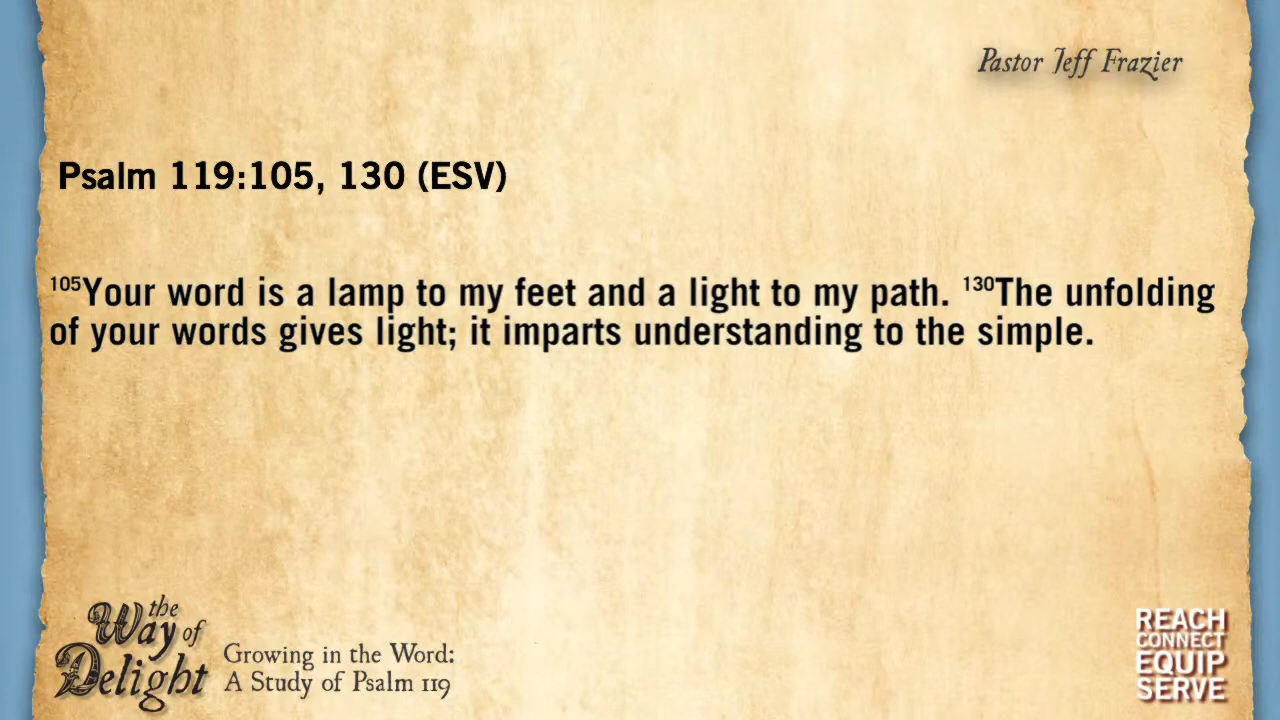 Pastor Jeff Frazier
Psalm 119:105, 130 (ESV)
105Your word is a lamp to my feet and a light to my path. 130The unfolding
of your words gives light; it imparts understanding to the simple.
the
Way of
Delight
Growing in the Word:
A Study of Psalm 119
REACH
CONNECT
EQUIP
SERVE